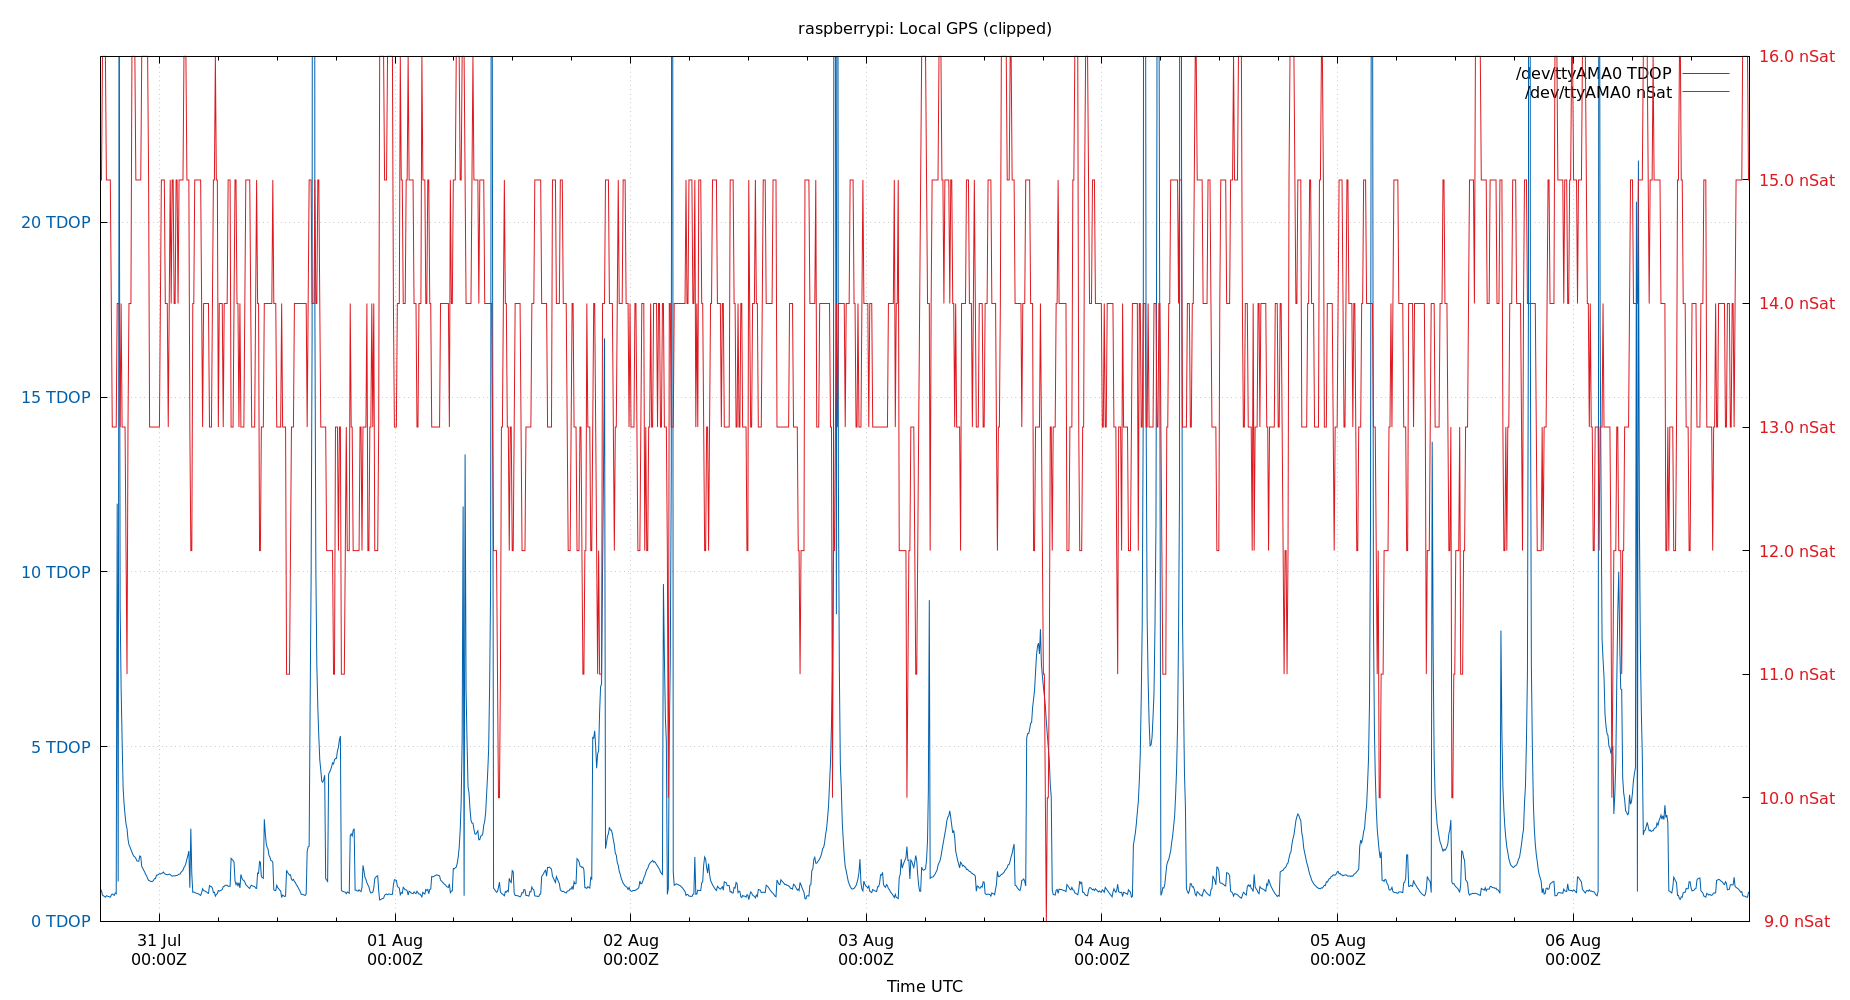 raspberrypi: Local GPS (clipped)
/dev/ttyAMA0 TDOP
/dev/ttyAMA0 nSat
20 TDOP
15 TDOP
10 TDOP
5 TDOP
0 TDOP
16.0 nSat
15.0 nSat
14.0 nSat
13.0 nSat
12.0 nSat
11.0 nSat
10.0 nSat
9.0 nSat
31 Jul 01 Aug 02 Aug 03 Aug 04 Aug 05 Aug 06 Aug
00:00Z 00:00Z 00:00Z 00:00Z 00:00Z 00:00Z 00:00Z
Time UTC